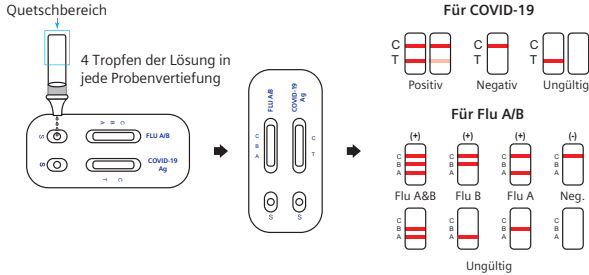 Quetschbereich
4 Tropfen der Lösung in
jede Probenvertiefung
S
C B A
FLU A/B
S
C T
COVID-19
Ag
FLU A/B
COVID-19
Ag
C
B
A
C
T
S
S
Für COVID-19
C
T
Positiv
Negativ
Ungültig
Für Flu A/B
(+) (+) (+) (-)
C B A C B A C B A C B A
Flu A&B Flu B Flu A Neg.
C B A C B A C B A C B A
Ungültig